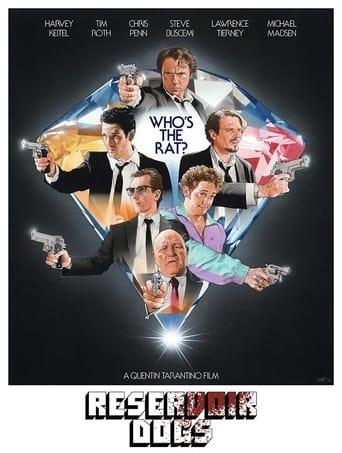 HARVEY KEITEL
TIM ROTH
CHRIS PENN
STEVE BUSCEMI
LAWRENCE TIERNEY
MICHAEL MADSEN
WHO'S
THE
RAT?
A QUENTIN TARANTINO FILM
RESERVOIR
DOGS